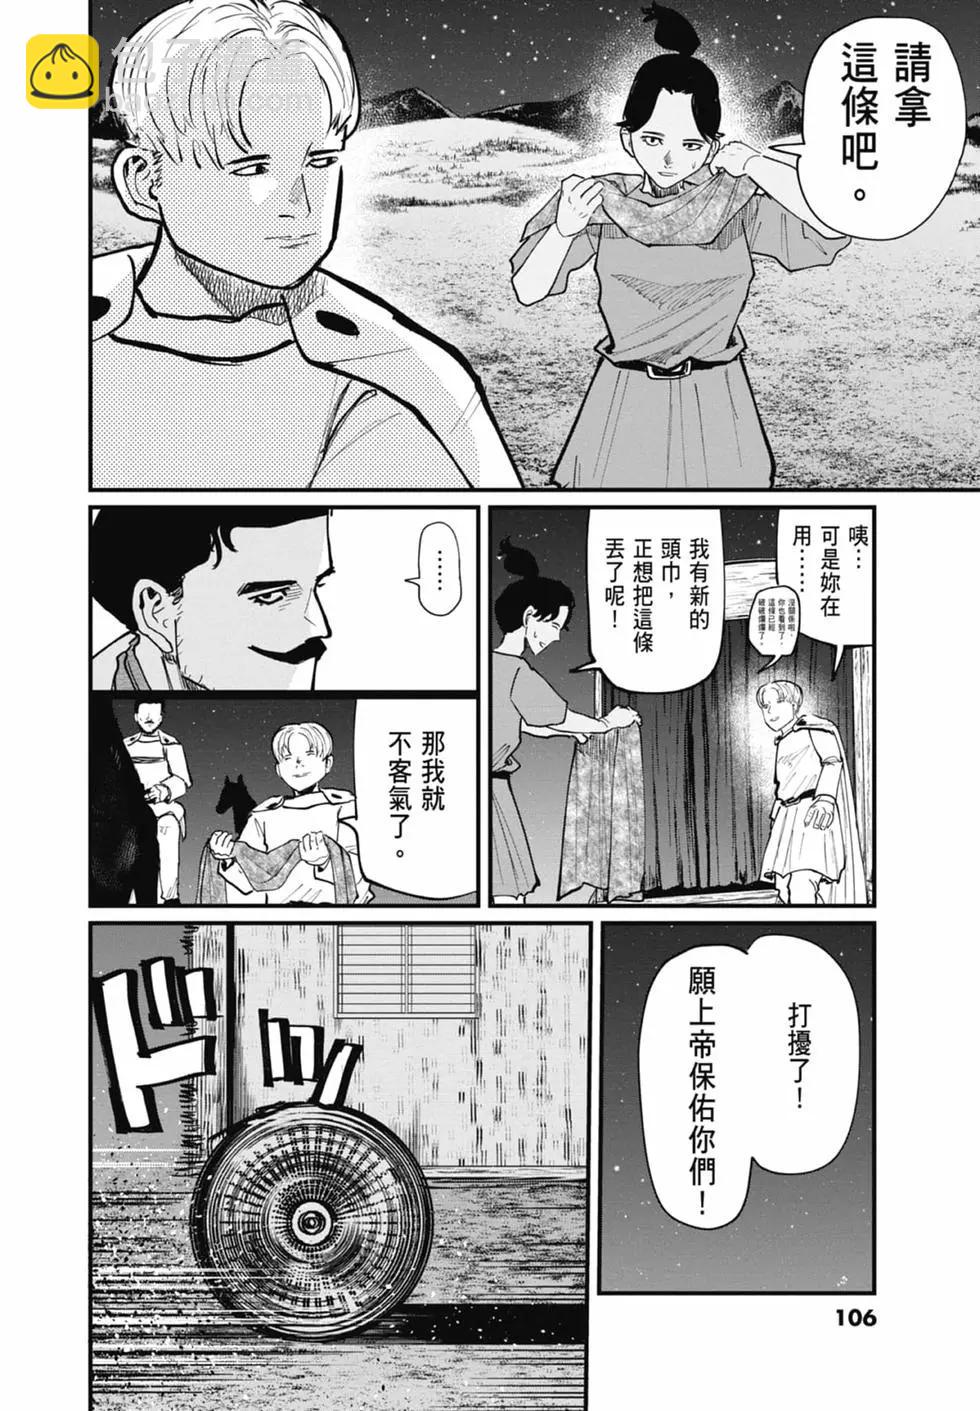 請拿
這條吧。
咦…
可是妳在
用……
沒關係啦，
你也看到了，
這條已經
破破爛爛了。
我有新的
頭巾，
正想把這條
丟了呢！
……
那我就
不客氣了。
打擾了！
願上帝保佑你們！
ドドド
106